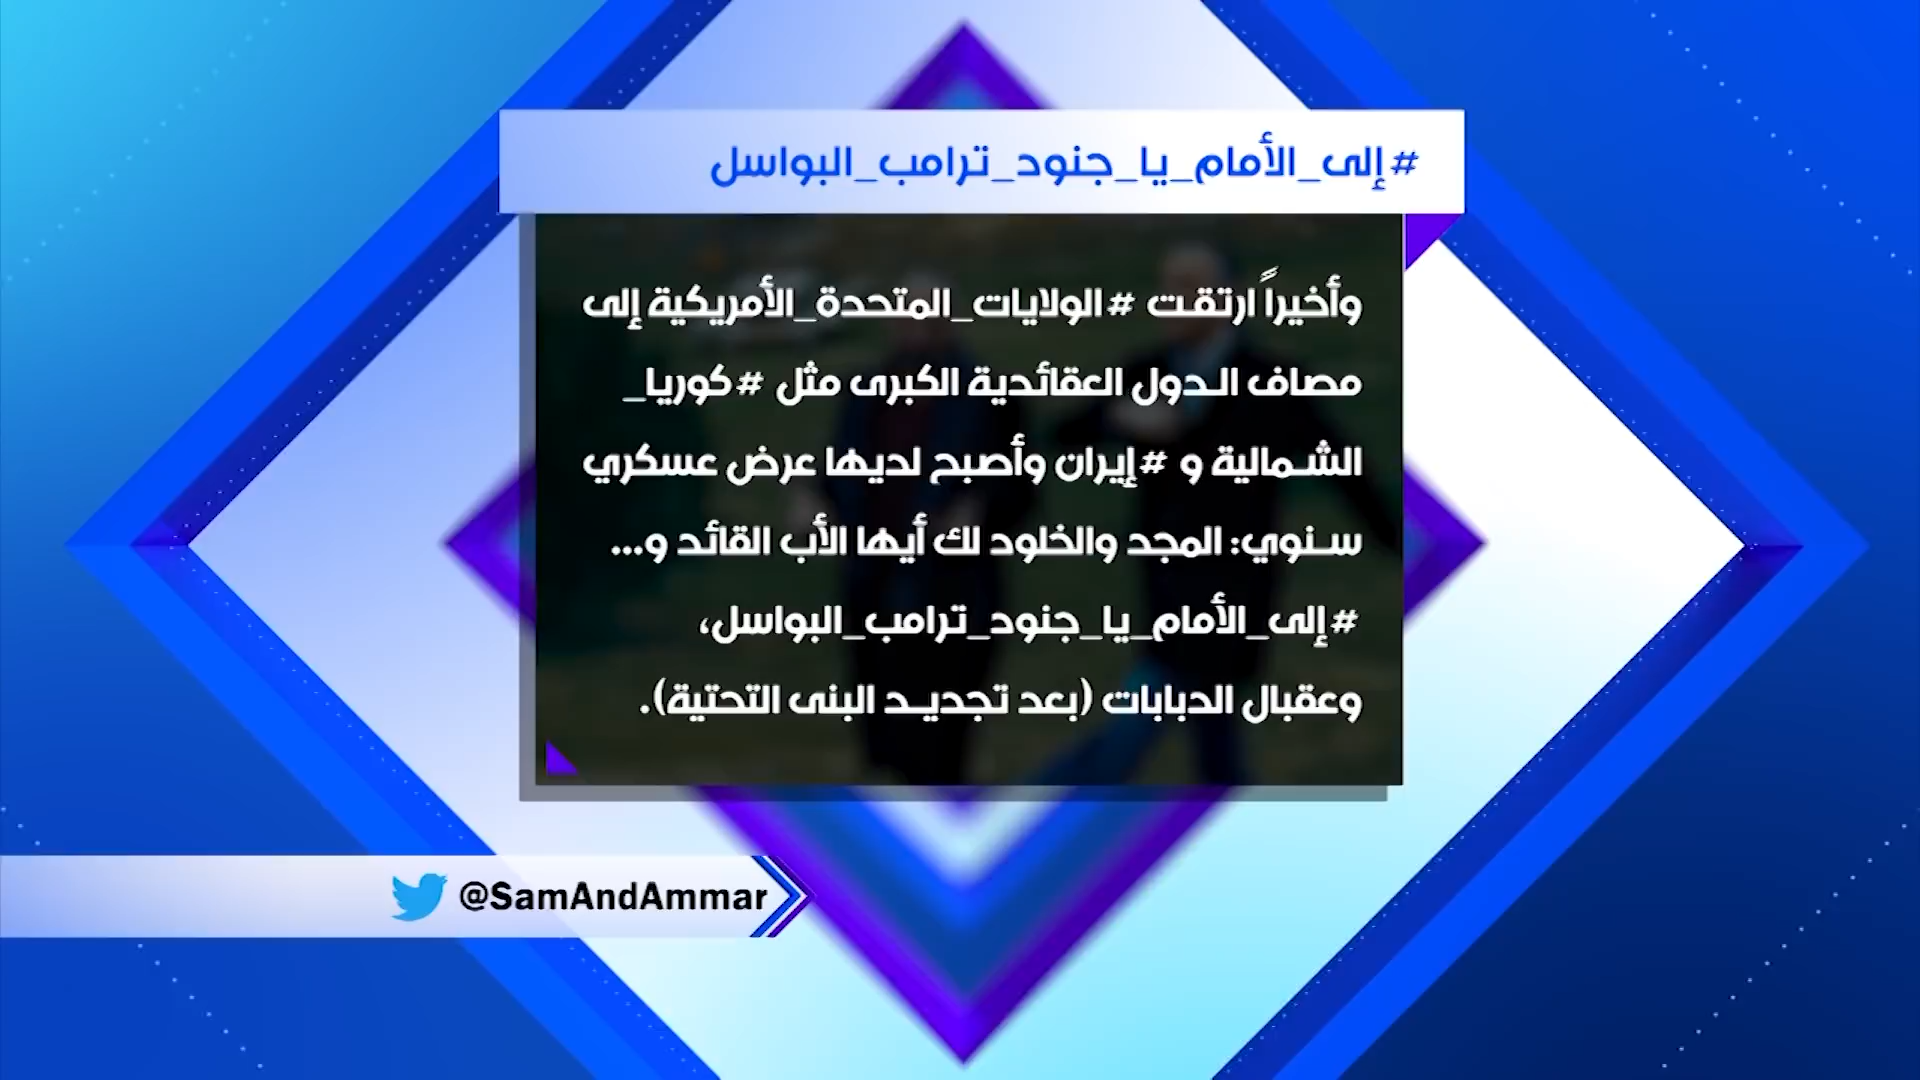 #إلى_الأمام_يا_جنود_ترامب_البواسل
وأخيراً ارتقت #الولايات_المتحدة_الأمريكية إلى
مصاف الدول العقائدية الكبرى مثل #كوريا_
الشمالية و #إيران وأصبح لديها عرض عسكري
سنوي: المجد والخلود لك أيها الأب القائد و...
#إلى_الأمام_يا_جنود_ترامب_البواسل،
وعقبال الدبابات (بعد تجديد البنى التحتية).
@SamAndAmmar